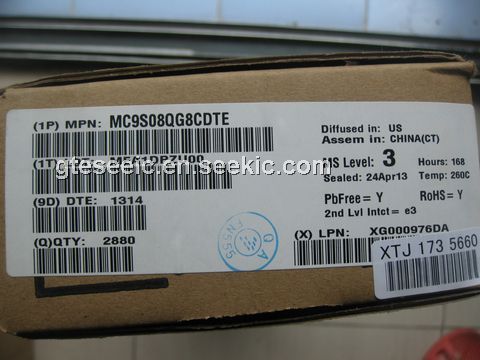 (1P) MPN: MC9S08QG8CDTE
Diffused in: US
Assem in: CHINA(CT)
MS Level: 3 Hours: 168
Sealed: 24Apr13 Temp: 260C
gteseeic.seekic.com
(9D) DTE: 1314
PbFree= Y RoHS= Y
2nd Lvl Intct= e3
(Q)QTY: 2880
QA
(X) LPN: XG000976DA
XTJ 173 5660